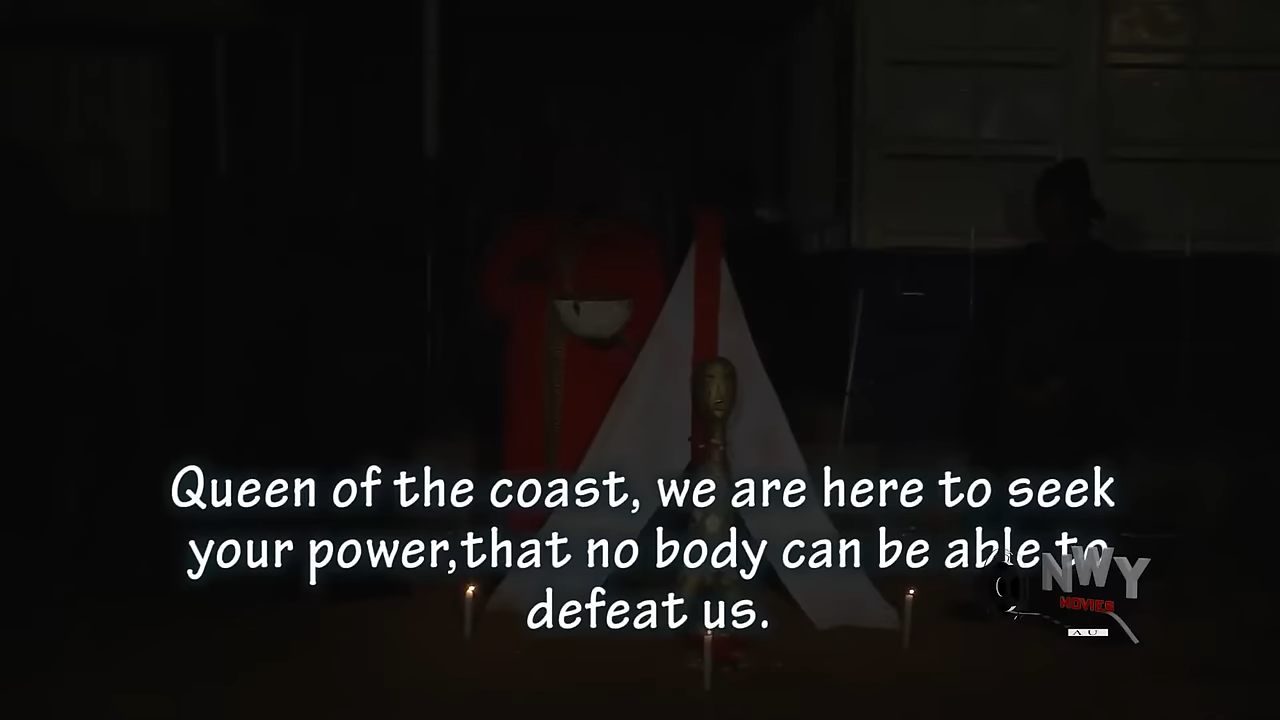 Queen of the coast, we are here to seek
your power,that no body can be able to
defeat us.
NWY
MOVIES
AU